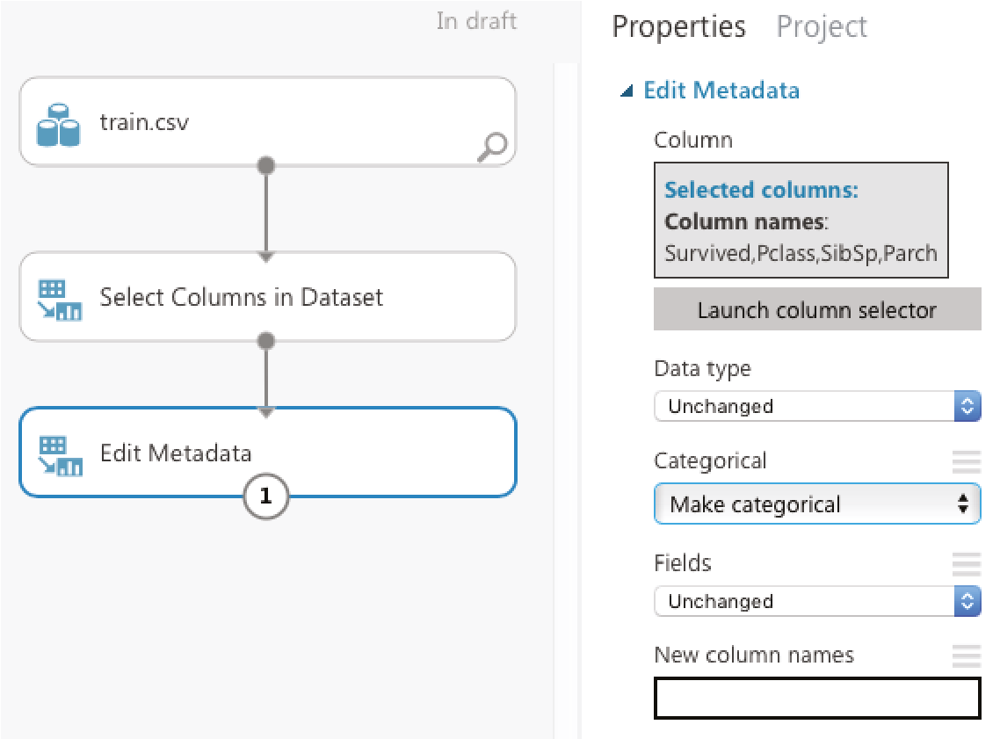 In draft
train.csv
Select Columns in Dataset
Edit Metadata
1
Properties Project
Edit Metadata
Column
Selected columns:
Column names:
Survived,Pclass,SibSp,Parch
Launch column selector
Data type
Unchanged
Categorical
Make categorical
Fields
Unchanged
New column names